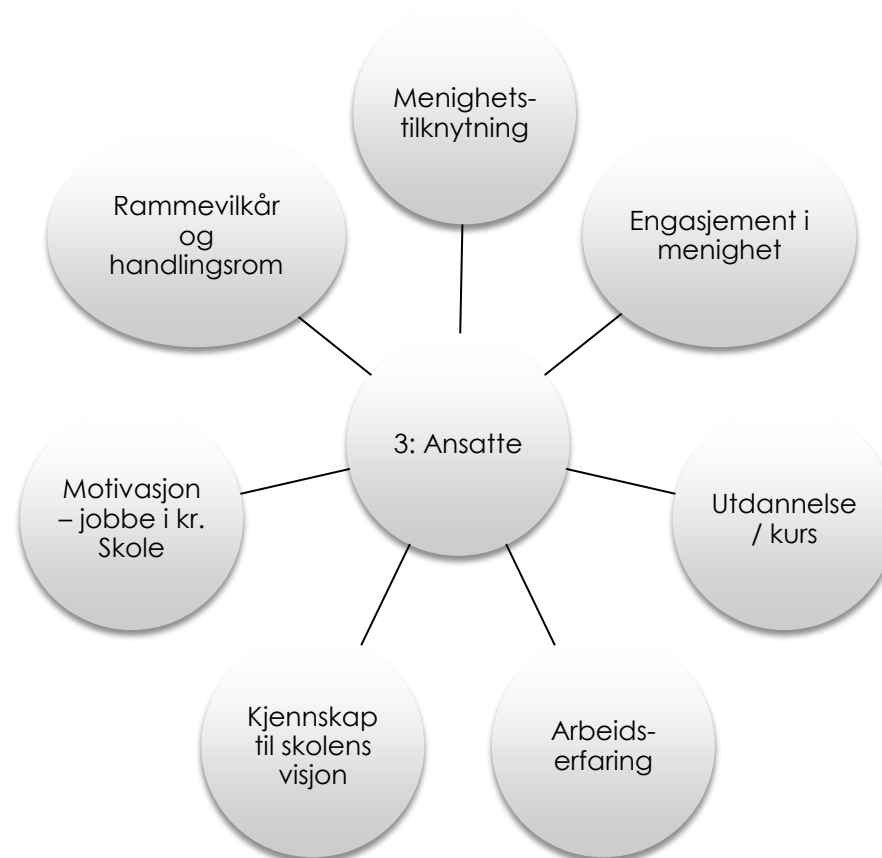 Menighets-
tilknytning
Rammevilkår
og
handlingsrom
Engasjement i
menighet
3: Ansatte
Motivasjon
– jobbe i kr.
Skole
Utdannelse
/ kurs
Kjennskap
til skolens
visjon
Arbeids-
erfaring